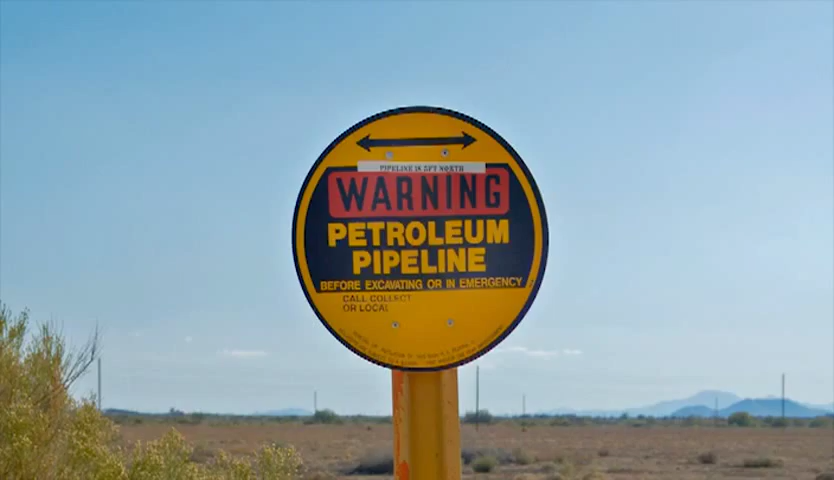 PIPELINE IS 5FT NORTH
WARNING
PETROLEUM
PIPELINE
BEFORE EXCAVATING OR IN EMERGENCY
CALL COLLECT
OR LOCAL